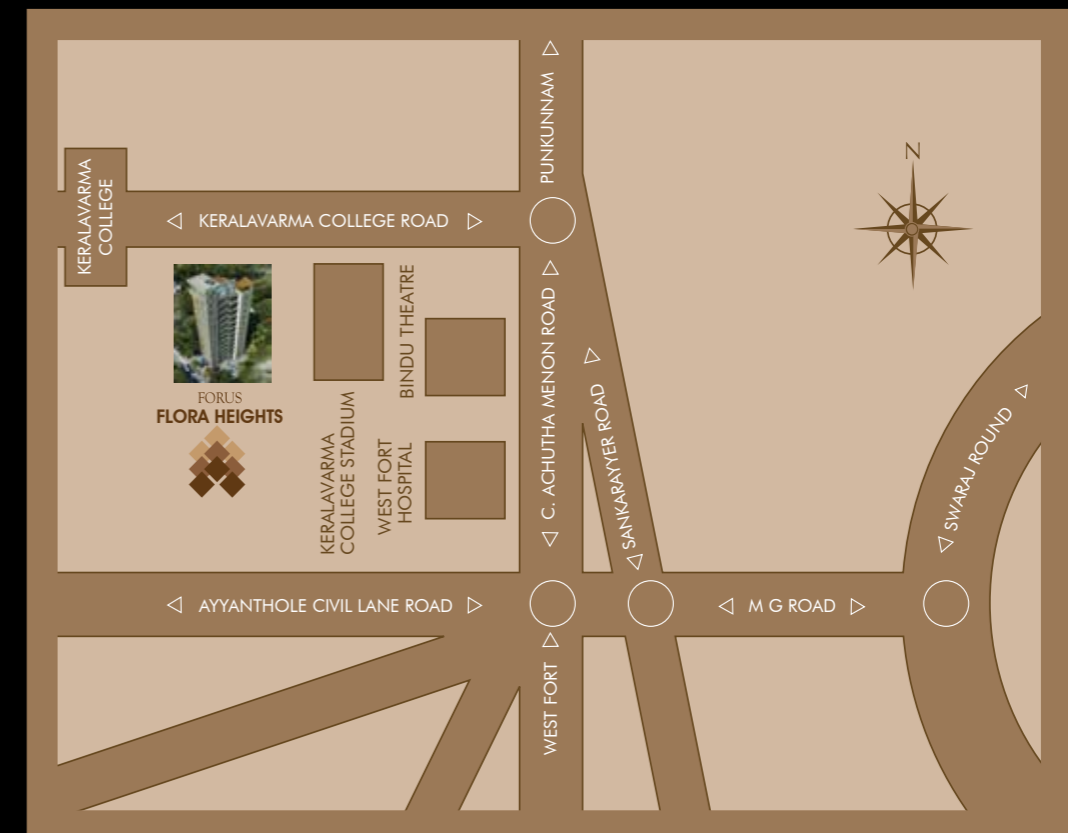 PUNKUNNAM
N
KERALAVARMA
COLLEGE
KERALAVARMA COLLEGE ROAD
FORUS
FLORA HEIGHTS
KERALAVARMA
COLLEGE STADIUM
BINDU THEATRE
WEST FORT
HOSPITAL
C. ACHUTHA MENON ROAD
SANKARAYYER ROAD
SWARAJ ROUND
AYYANTHOLE CIVIL LANE ROAD
M G ROAD
WEST FORT